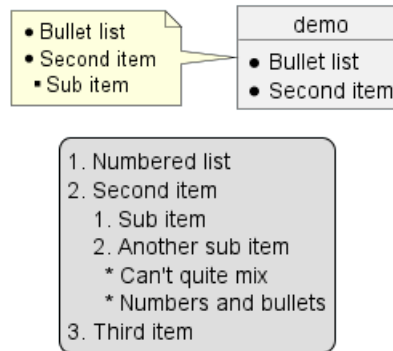 • Bullet list
• Second item
▪ Sub item
demo
• Bullet list
• Second item
1. Numbered list
2. Second item
1. Sub item
2. Another sub item
* Can't quite mix
* Numbers and bullets
3. Third item